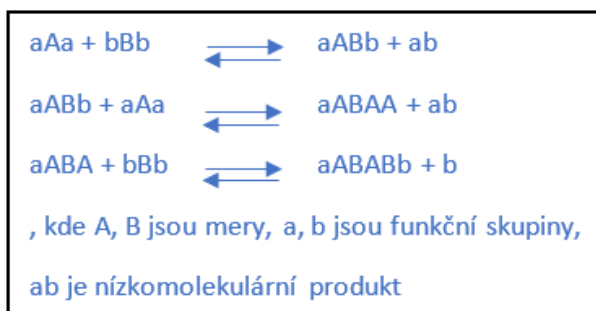 aAa + bBb ⇌ aABb + ab
aABb + aAa ⇌ aABAA + ab
aABA + bBb ⇌ aABABb + b
, kde A, B jsou mery, a, b jsou funkční skupiny,
ab je nízkomolekulární produkt